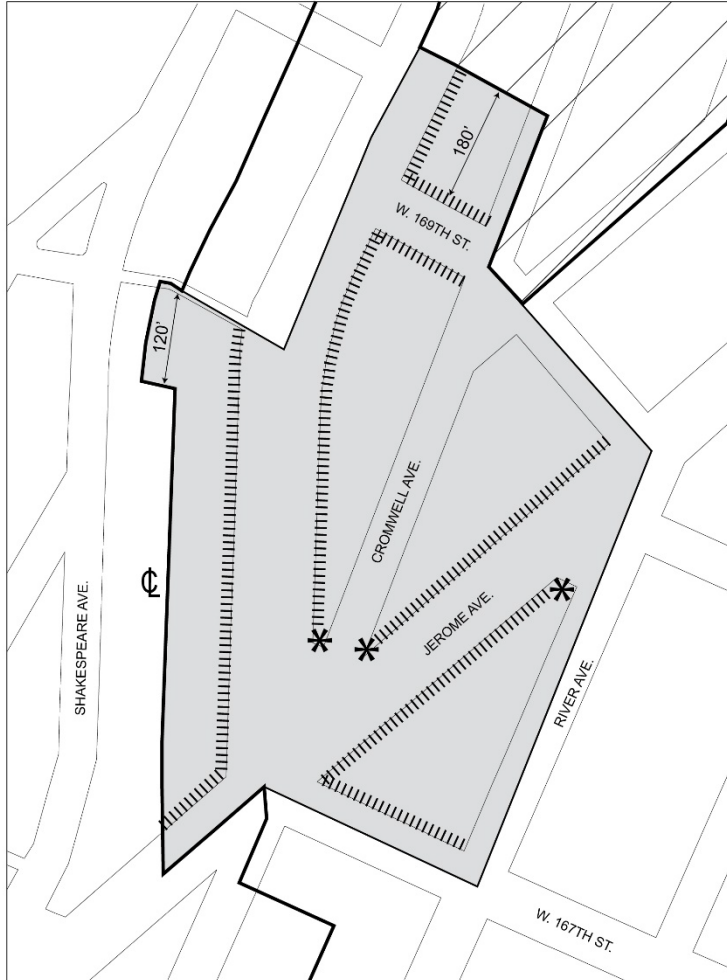 180'
W. 169TH ST.
120'
CROMWELL AVE.
℄
SHAKESPEARE AVE.
JEROME AVE.
RIVER AVE.
W. 167TH ST.